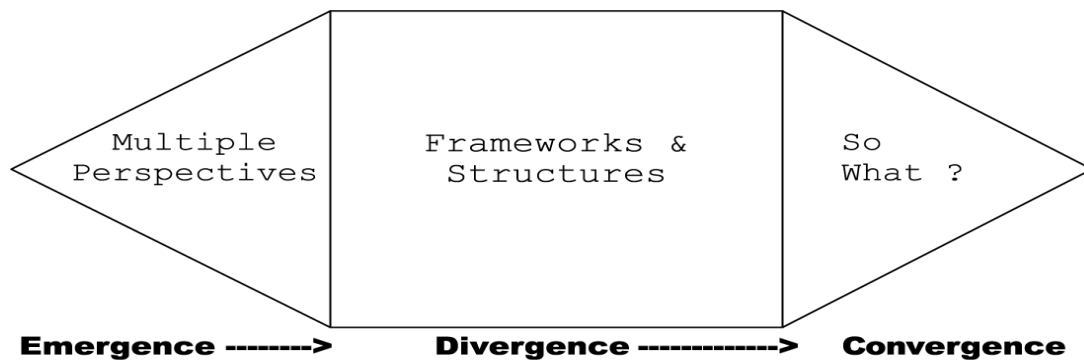 Multiple
Perspectives
Frameworks &
Structures
So
What ?
Emergence --------> Divergence -------------> Convergence